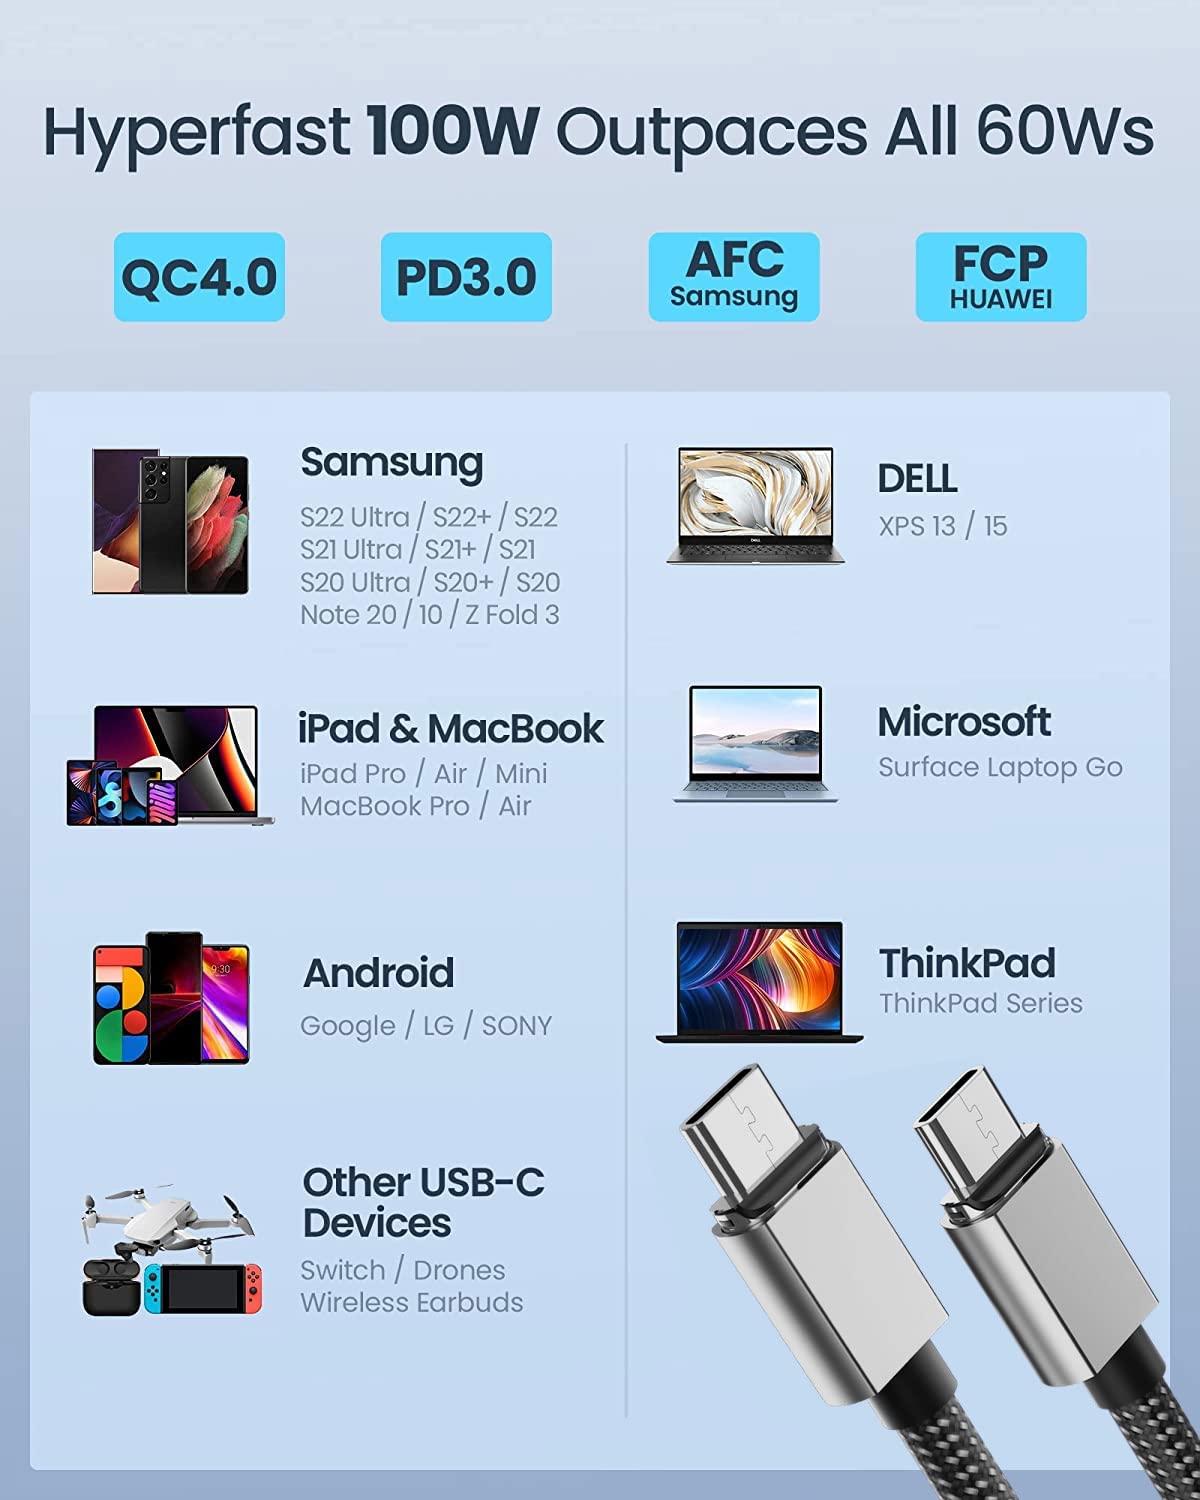 Hyperfast 100W Outpaces All 60Ws
QC4.0
PD3.0
AFC
Samsung
FCP
HUAWEI
Samsung
S22 Ultra / S22+ / S22
S21 Ultra / S21+ / S21
S20 Ultra / S20+ / S20
Note 20 / 10 / Z Fold 3
iPad & MacBook
iPad Pro / Air / Mini
MacBook Pro / Air
Android
Google / LG / SONY
9:30
Other USB-C
Devices
Switch / Drones
Wireless Earbuds
DELL
XPS 13 / 15
DELL
Microsoft
Surface Laptop Go
ThinkPad
ThinkPad Series